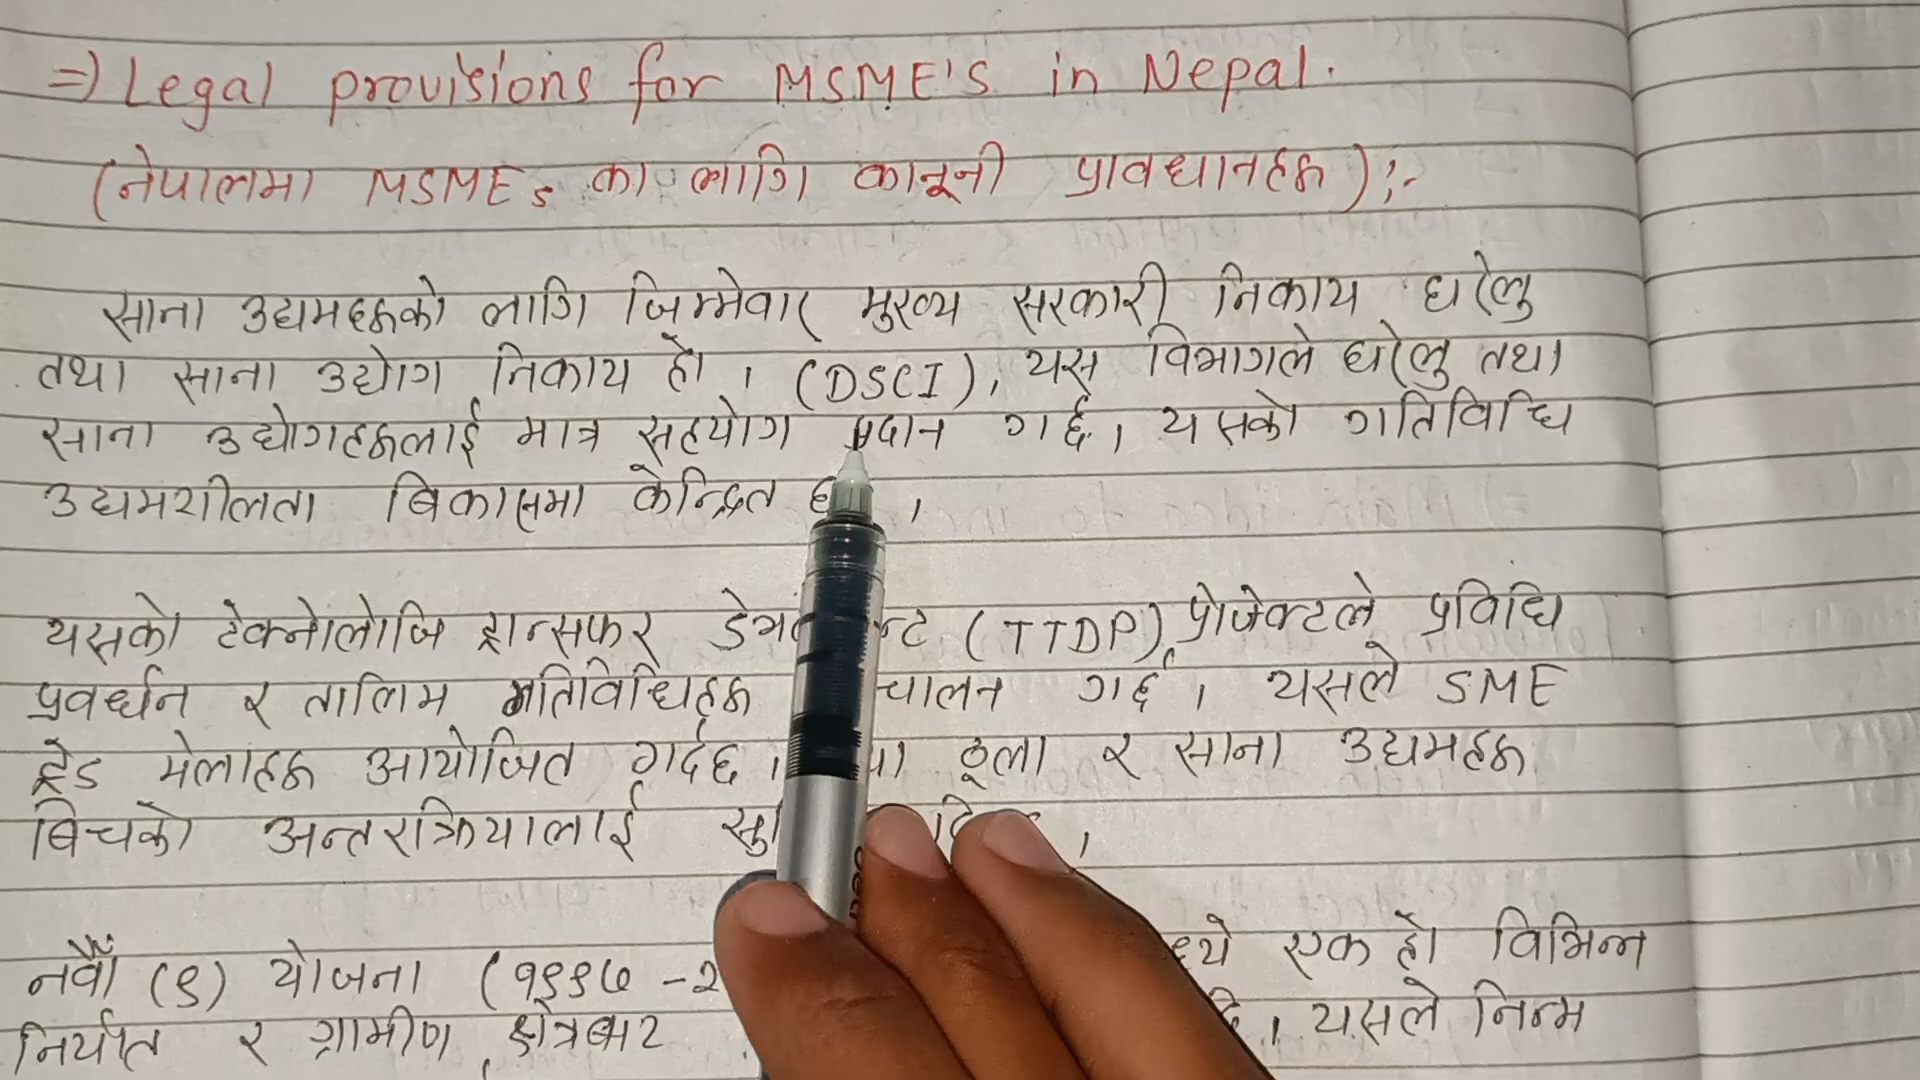 =) Legal provisions for MSME'S in Nepal.
(नेपालमा MSMEs का लागि कानूनी प्रावधानहरू):-
साना उद्यमहरूको लागि जिम्मेवार मुख्य सरकारी निकाय घरेलु
तथा साना उद्योग निकाय हो । (DSCI), यस विभागले घरेलु तथा
साना उद्योगहरूलाई मात्र सहयोग प्रदान गर्छ । यसको गतिविधि
उद्यमशीलता बिकासमा केन्द्रित छ ।
यसको टेक्नोलोजि ट्रान्सफर (TTDP) प्रोजेक्टले प्रविधि
प्रवर्धन र तालिम गतिविधिहरू गर्छ । यसले SME
ट्रेड मेलाहरू आयोजित गर्दछ । ठूला र साना उद्यमहरू
बिचको अन्तरक्रियालाई ।
नवौँ (९) योजना (१९९७ - २ एक हो विभिन्न
निर्यात र ग्रामीण क्षेत्रबाट । यसले निम्न